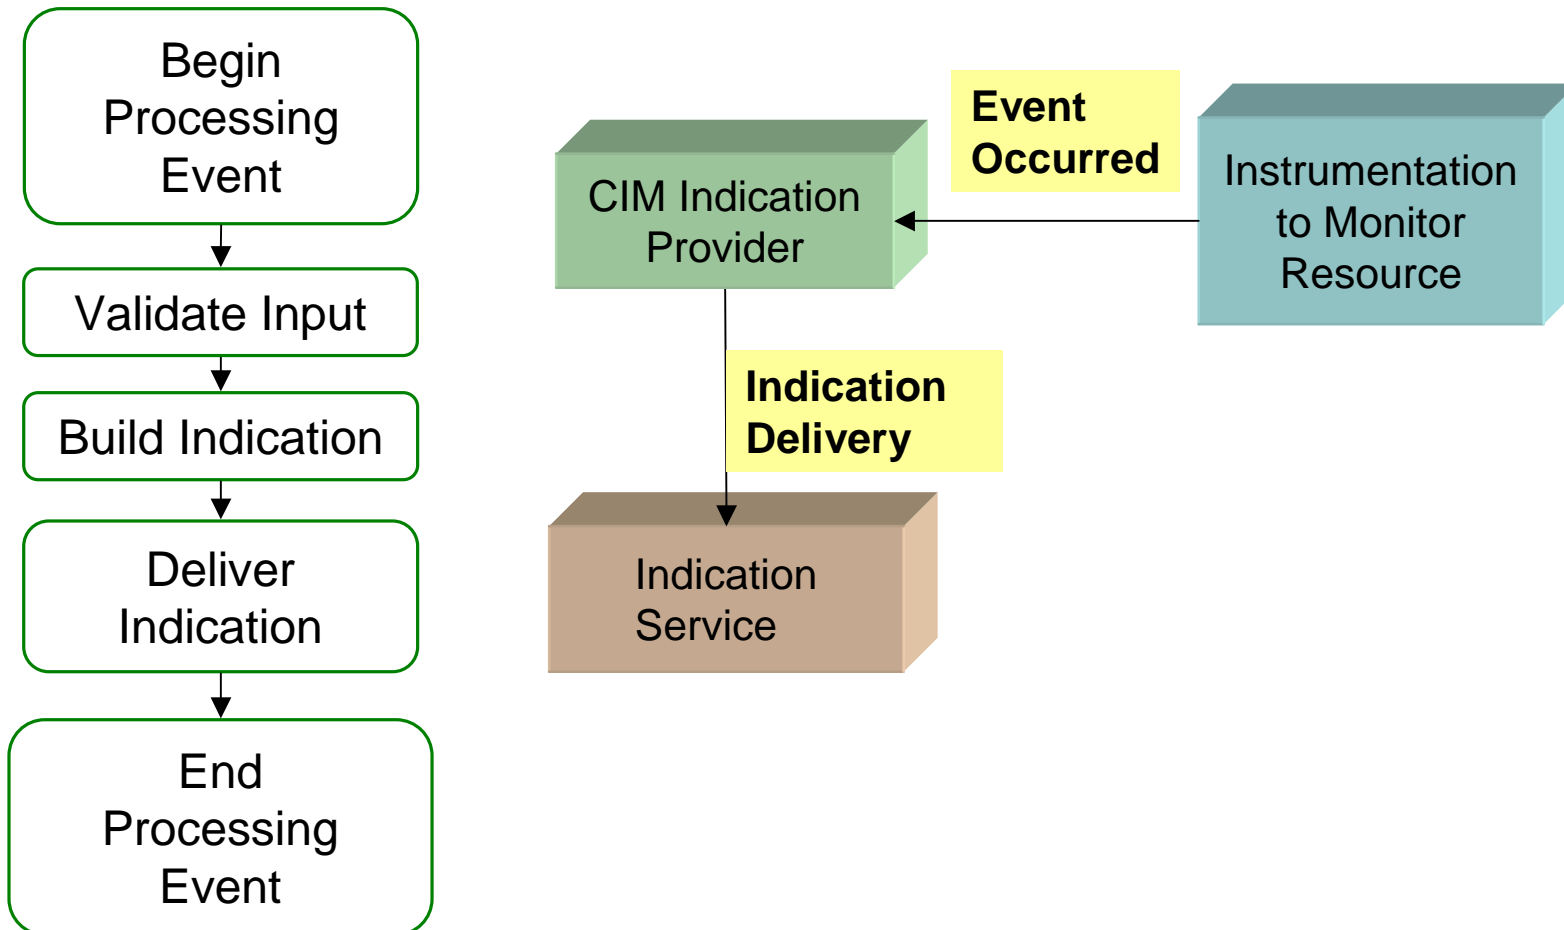 Begin
Processing
Event
Validate Input
Build Indication
Deliver
Indication
End
Processing
Event
CIM Indication
Provider
Event
Occurred
Instrumentation
to Monitor
Resource
Indication
Delivery
Indication
Service